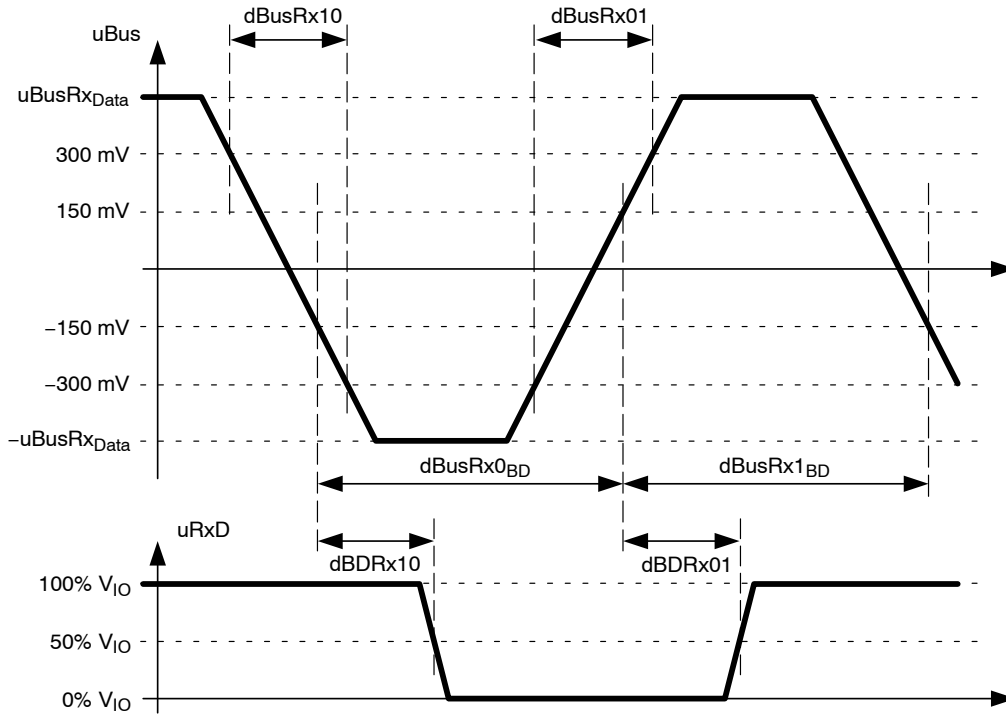 dBusRx10 dBusRx01
uBus
uBusRxData
300 mV
150 mV
−150 mV
−300 mV
−uBusRxData
dBusRx0BD dBusRx1BD
uRxD
dBDRx10 dBDRx01
100% VIO
50% VIO
0% VIO